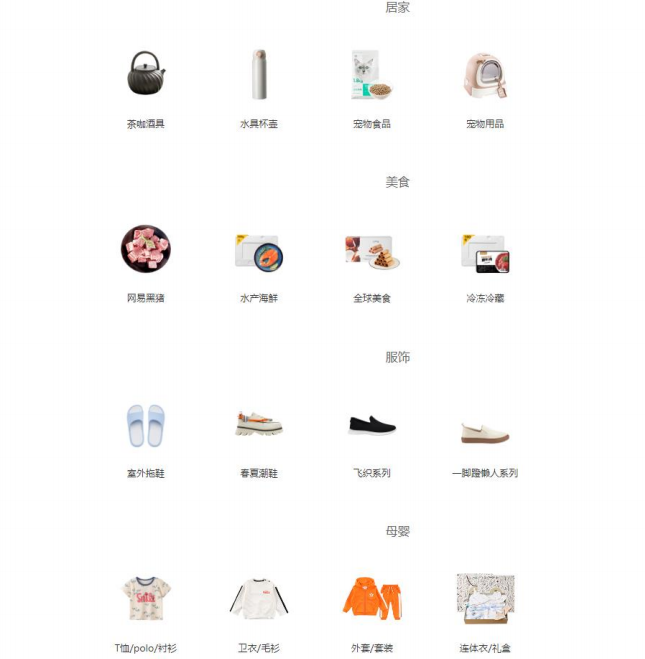 居家
茶咖酒具
水具杯壶
宠物食品
宠物用品
美食
网易黑猪
水产海鲜
全球美食
冷冻冷藏
服饰
室外拖鞋
春夏潮鞋
飞织系列
一脚蹬懒人系列
母婴
T恤/polo/衬衫
卫衣/毛衫
外套/套装
连体衣/礼盒